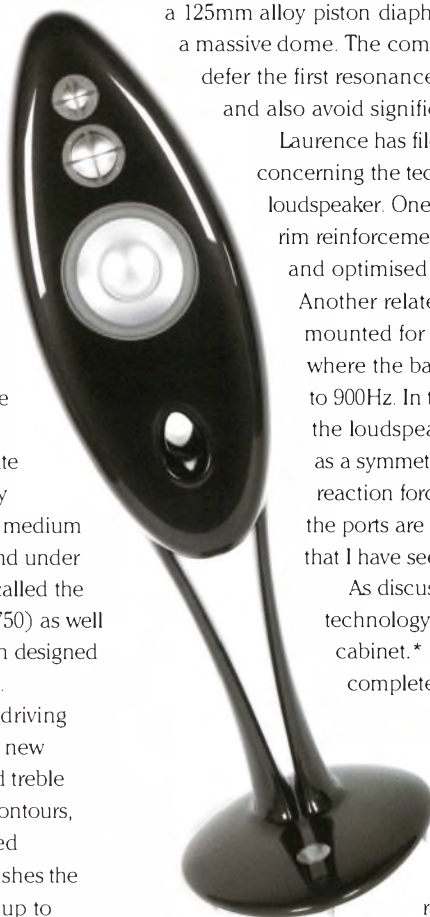 e
te
y
medium
nd under
called the
750) as well
n designed
.
driving
new
d treble
ontours,
ed
shes the
up to
a 125mm alloy piston diaph
a massive dome. The com
defer the first resonance
and also avoid signifi
Laurence has fil
concerning the tec
loudspeaker. One
rim reinforceme
and optimised
Another relate
mounted for
where the ba
to 900Hz. In t
the loudspea
as a symmet
reaction forc
the ports are
that I have see
As discus
technology
cabinet.*
complete
r